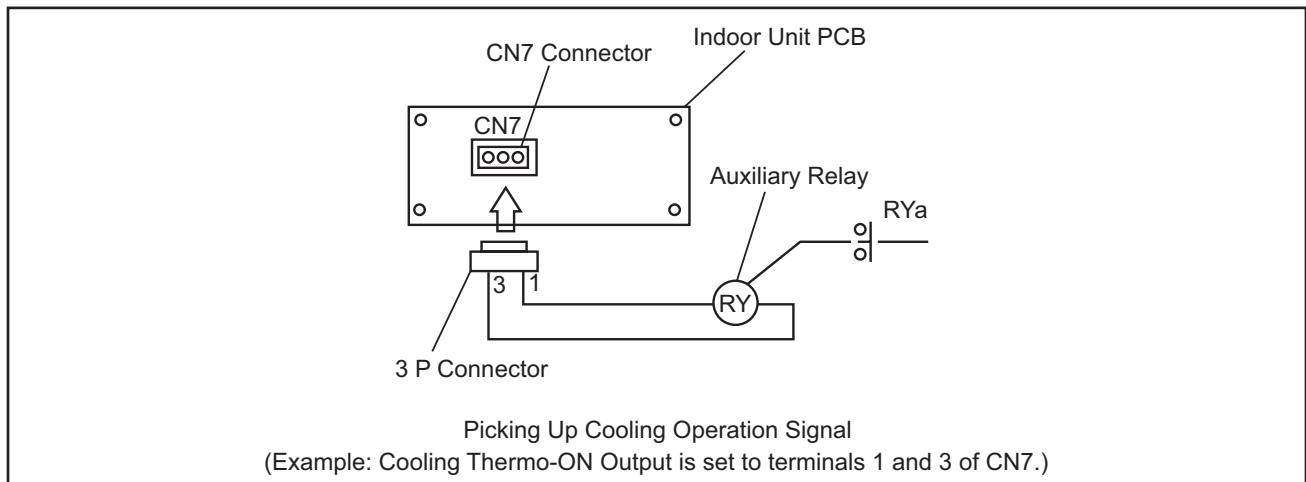 Indoor Unit PCB
CN7 Connector
CN7
Auxiliary Relay
RYa
3 1
RY
3 P Connector
Picking Up Cooling Operation Signal
(Example: Cooling Thermo-ON Output is set to terminals 1 and 3 of CN7.)